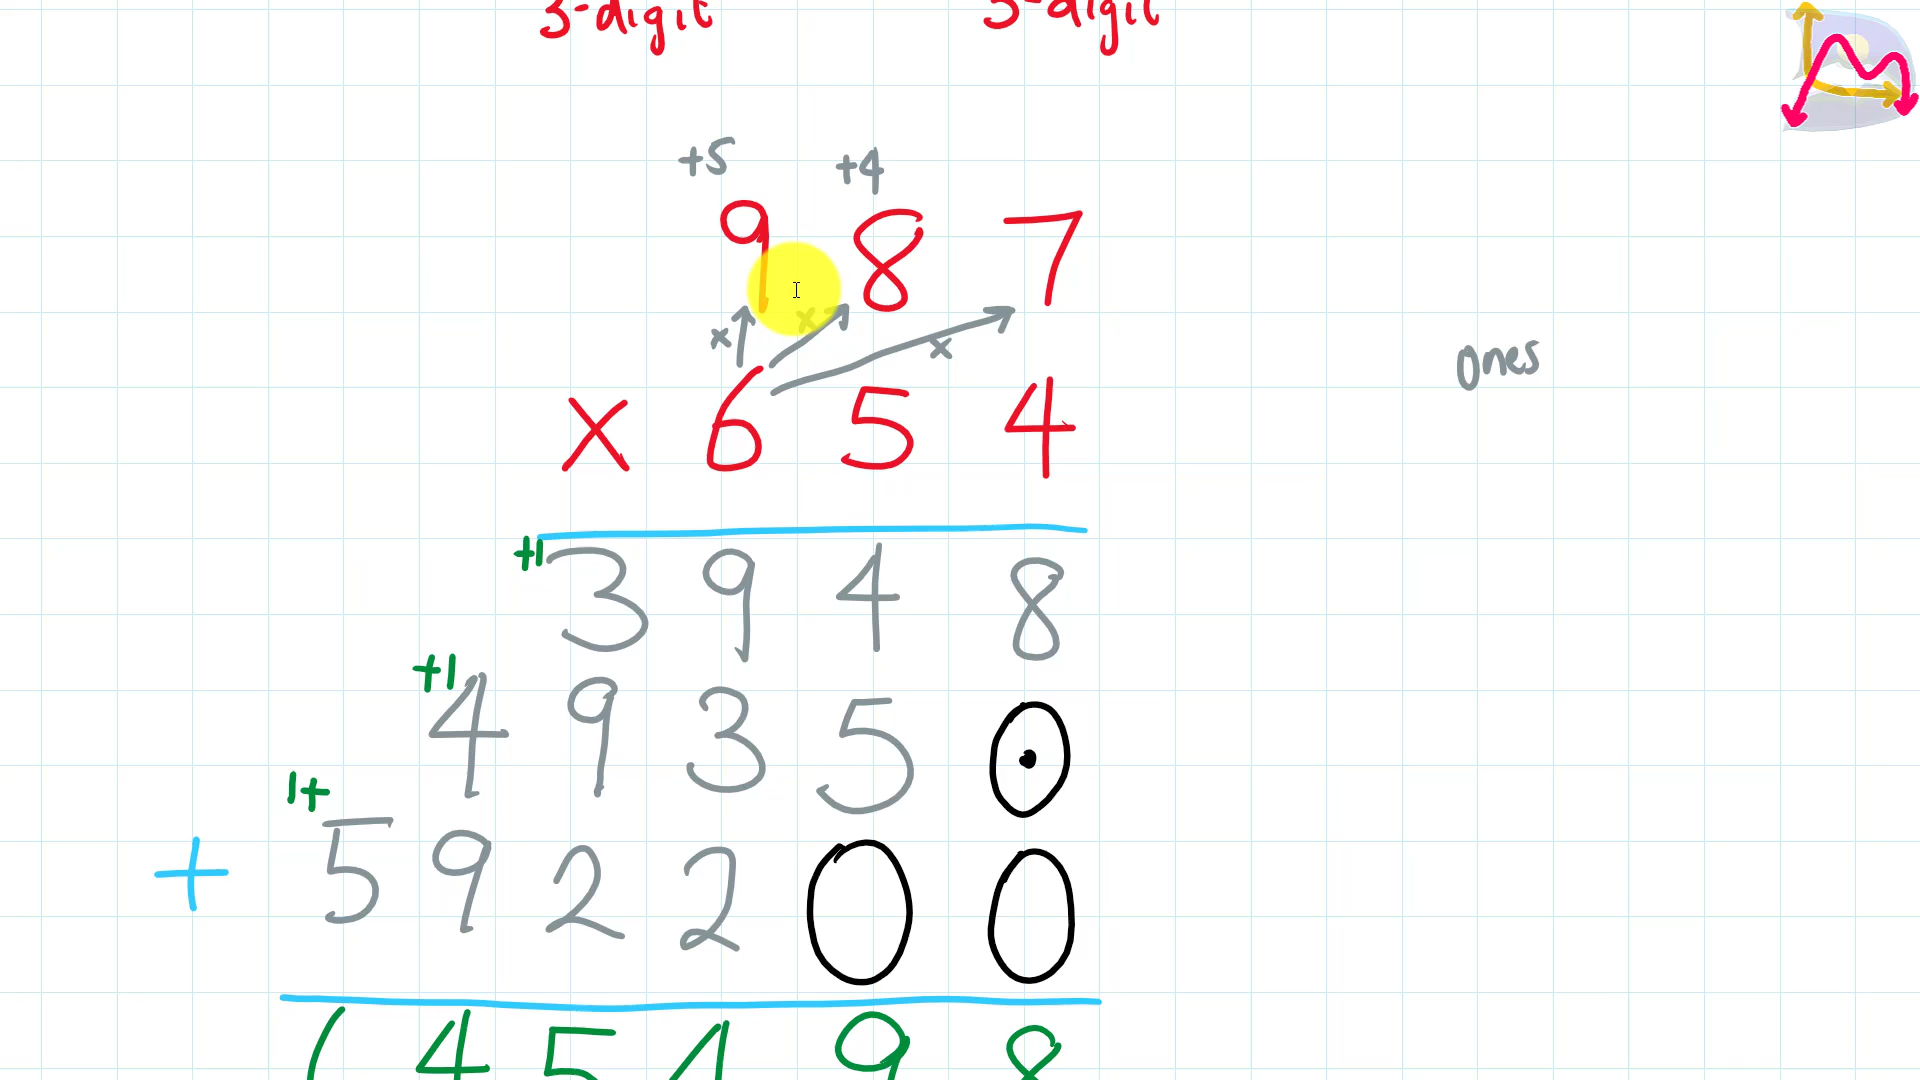 3-digit 3-digit
+5 +4
9 8 7
x x x
ones
X 6 5 4
+1
3 9 4 8
+1
4 9 3 5 0
1+
+ 5 9 2 2 0 0
6 4 5 4 9 8